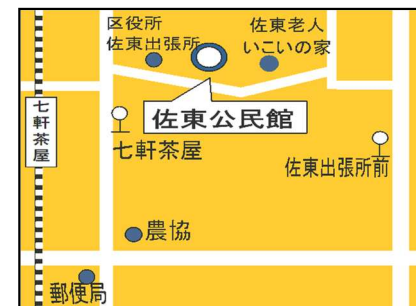 区役所
佐東出張所
佐東老人
いこいの家
七軒茶屋
佐東公民館
七軒茶屋
佐東出張所前
農協
郵便局